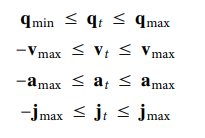 q_min ≤ q_t ≤ q_max
−v_max ≤ v_t ≤ v_max
−a_max ≤ a_t ≤ a_max
−j_max ≤ j_t ≤ j_max